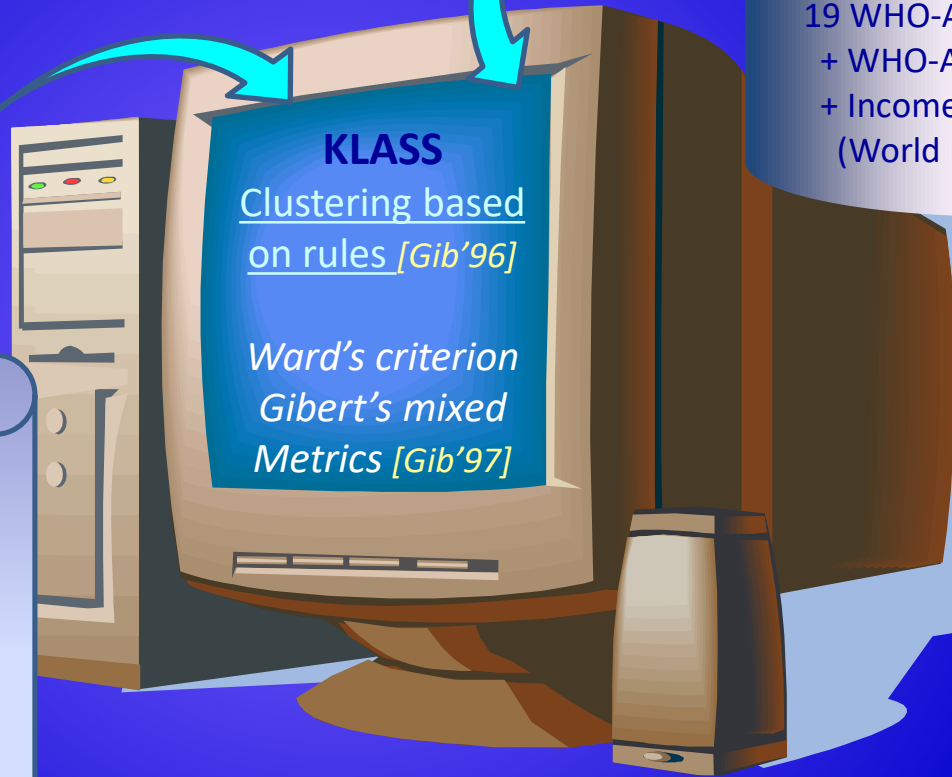 19 WHO-A
+ WHO-A
+ Income
(World
KLASS
Clustering based
on rules [Gib'96]
Ward's criterion
Gibert's mixed
Metrics [Gib'97]